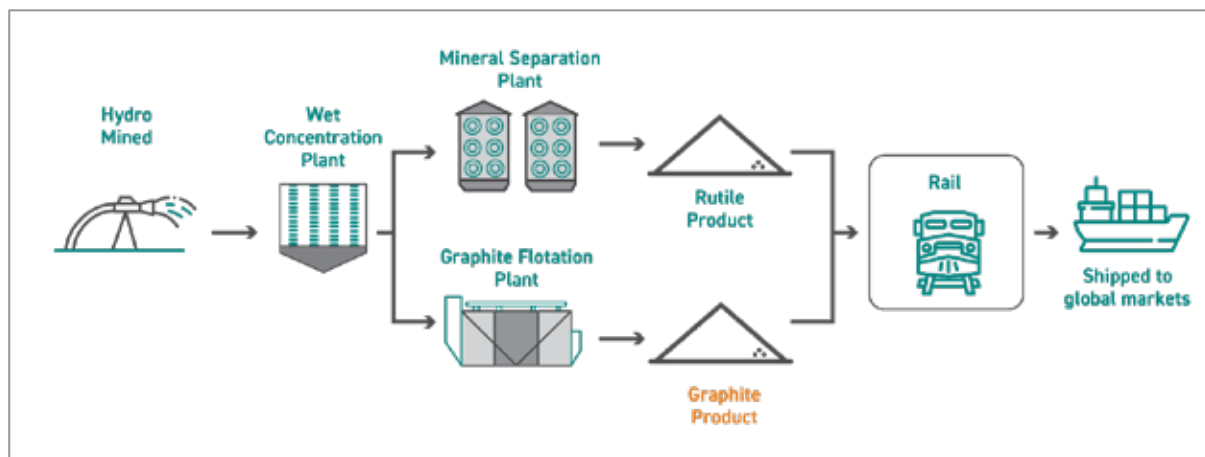 Hydro
Mined
Wet
Concentration
Plant
Mineral Separation
Plant
Rutile
Product
Graphite Flotation
Plant
Graphite
Product
Rail
Shipped to
global markets